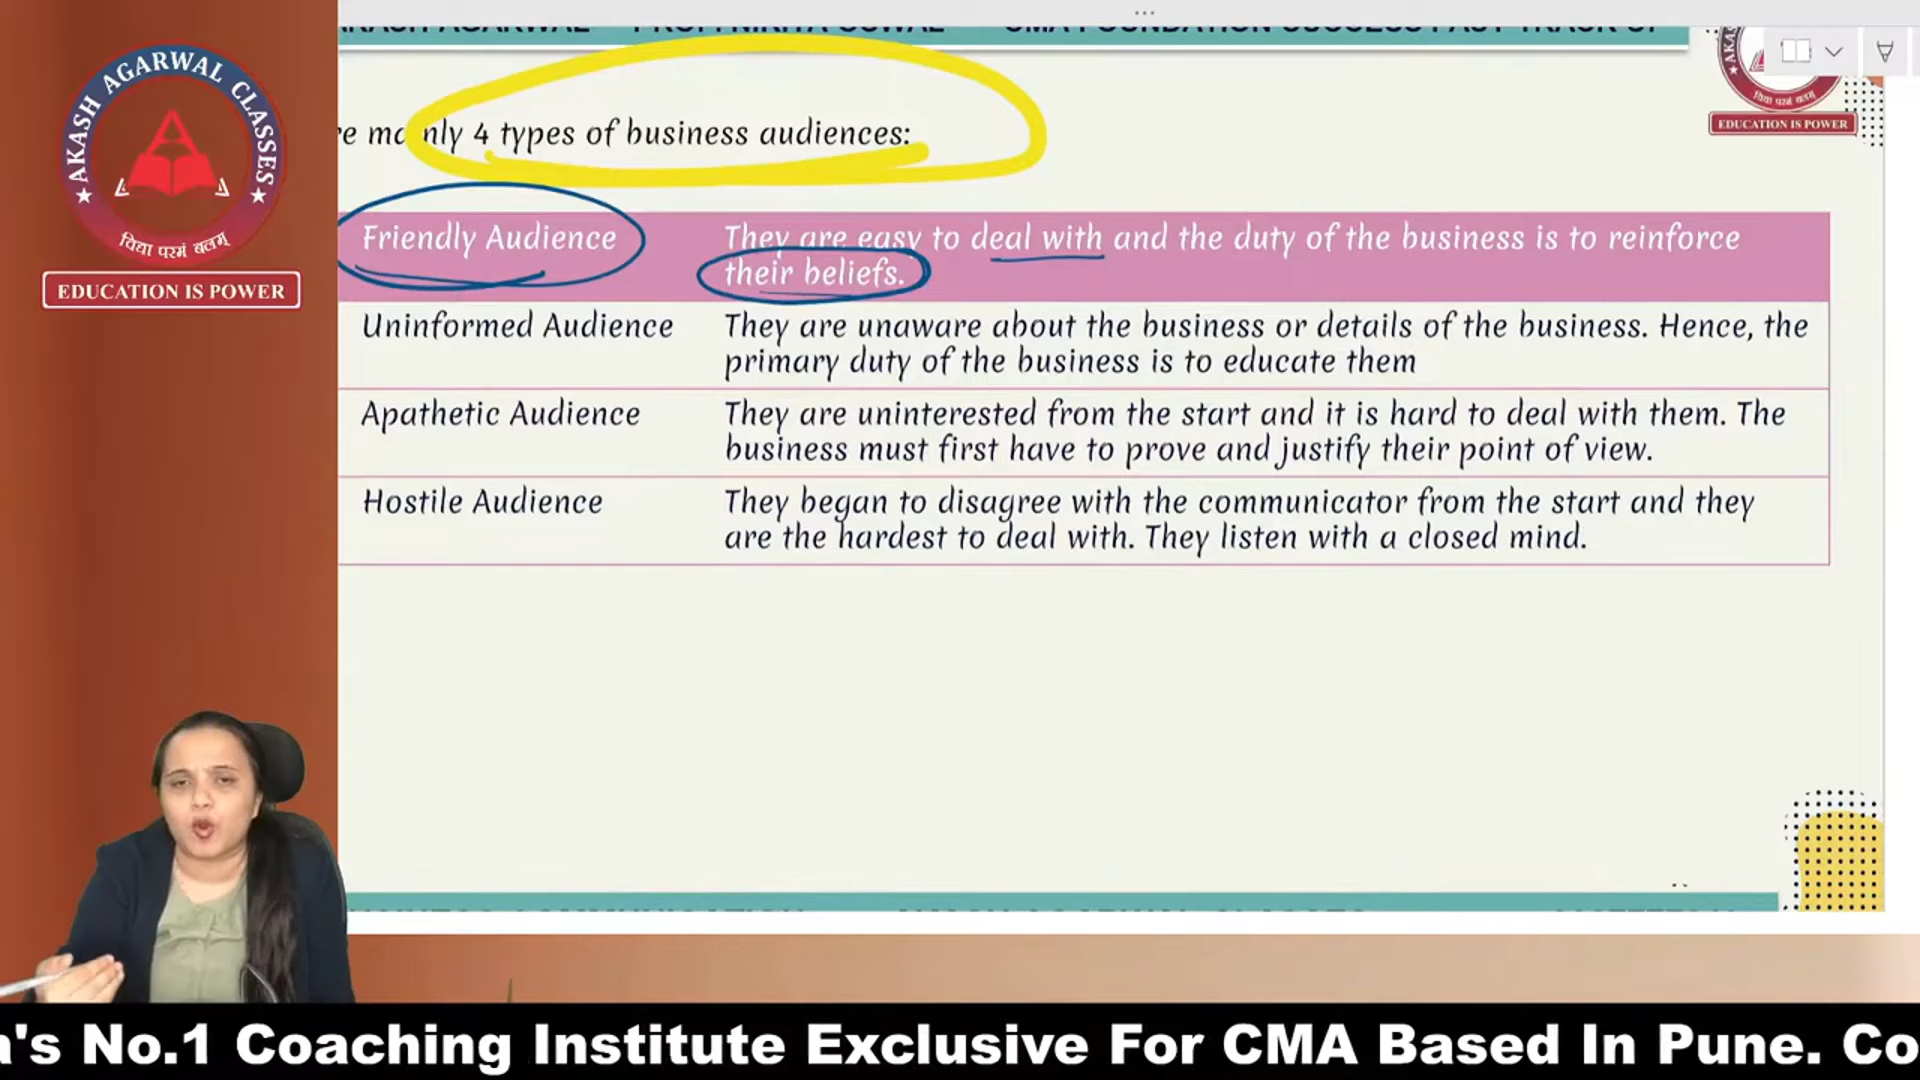 AKASH AGARWAL CLASSES
विद्या परमं बलम्
EDUCATION IS POWER
AGARWAL
4 types of business audiences:
विद्या परमं बलम्
EDUCATION IS POWER
Friendly Audience
They are easy to deal with and the duty of the business is to reinforce
their beliefs.
Uninformed Audience
They are unaware about the business or details of the business. Hence, the
primary duty of the business is to educate them
Apathetic Audience
They are uninterested from the start and it is hard to deal with them. The
business must first have to prove and justify their point of view.
Hostile Audience
They began to disagree with the communicator from the start and they
are the hardest to deal with. They listen with a closed mind.
No.1 Coaching Institute Exclusive For CMA Based In Pune.